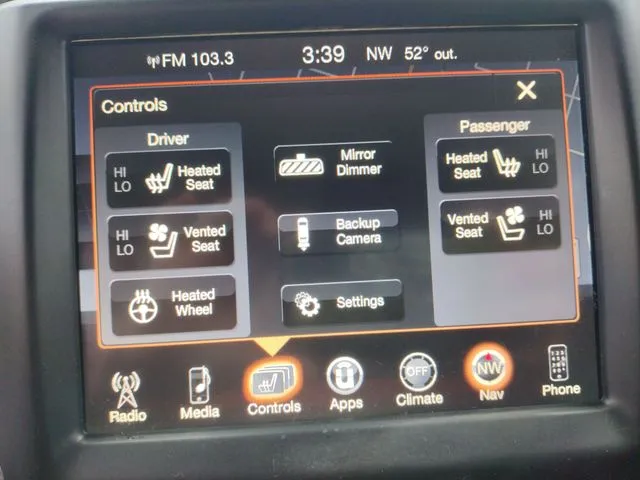 FM 103.3 3:39 NW 52° out.
Controls X
Driver
HI
LO
Heated
Seat
HI
LO
Vented
Seat
Heated
Wheel
Mirror
Dimmer
Backup
Camera
Settings
Passenger
Heated
Seat
HI
LO
Vented
Seat
HI
LO
Radio
Media
Controls
Apps
OFF
Climate
NW
Nav
Phone